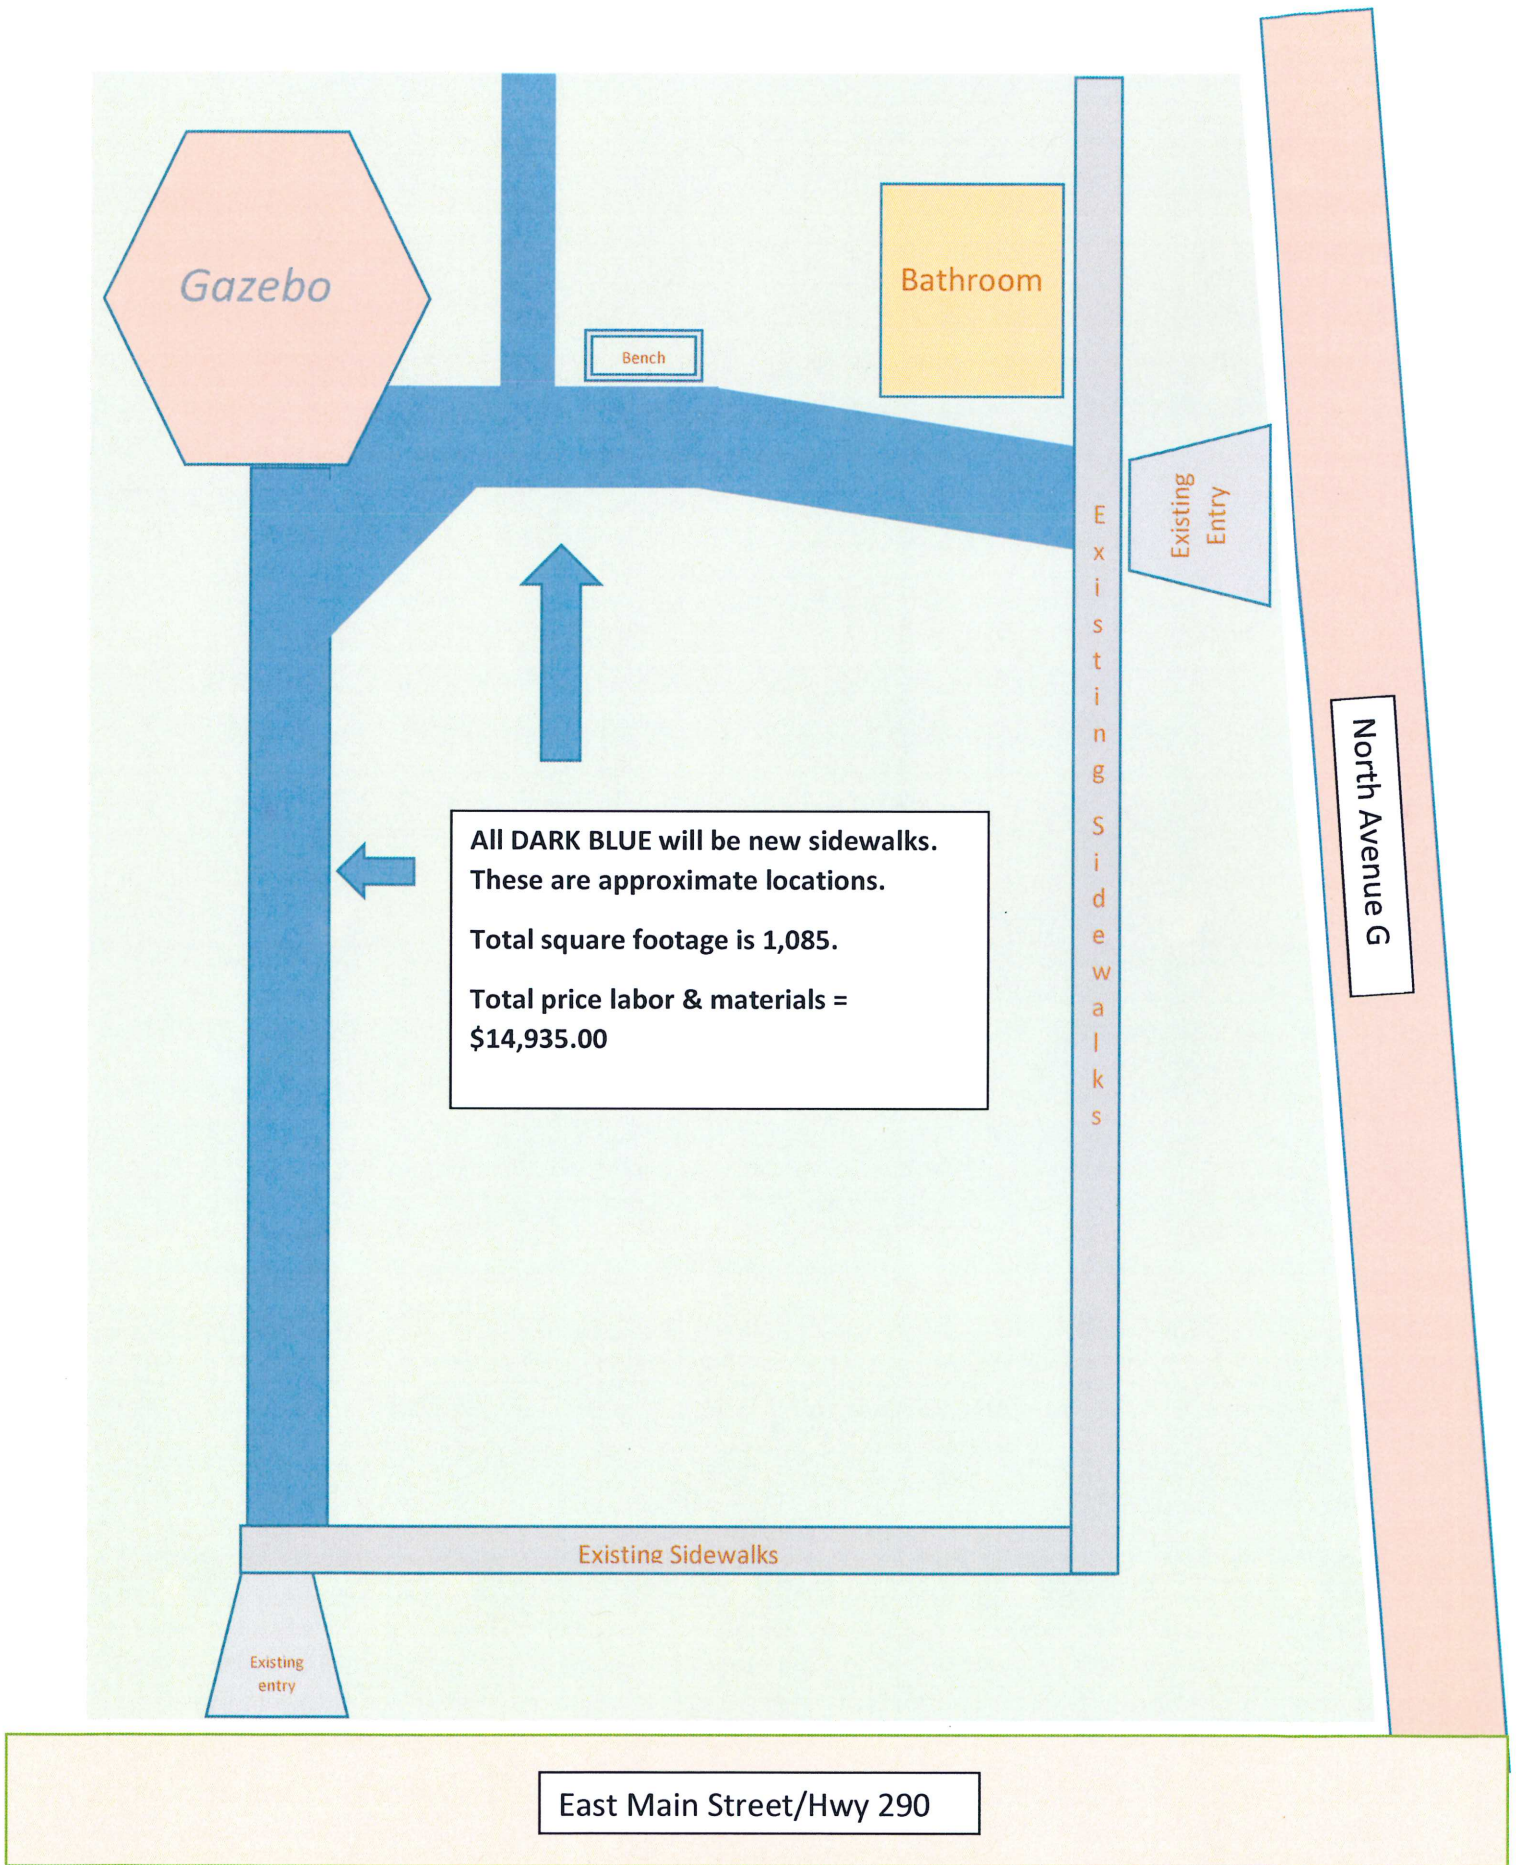 Gazebo
Bathroom
Bench
Existing
Entry
Existing Sidewalks
North Avenue G
All DARK BLUE will be new sidewalks.
These are approximate locations.
Total square footage is 1,085.
Total price labor & materials =
$14,935.00
Existing Sidewalks
Existing
entry
East Main Street/Hwy 290